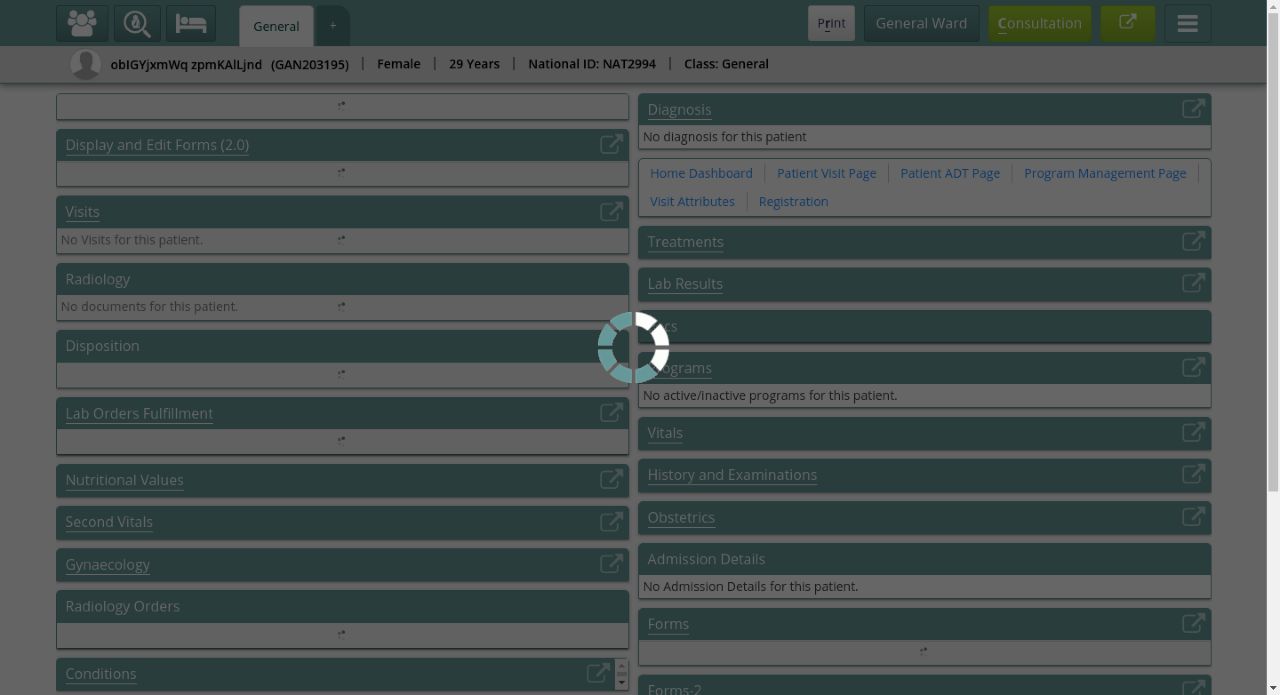 General
+
Print
General Ward
Consultation
obIGYjxmWq zpmKAlLjnd (GAN203195) | Female | 29 Years | National ID: NAT2994 | Class: General
Display and Edit Forms (2.0)
Visits
No Visits for this patient.
Radiology
No documents for this patient.
Disposition
Lab Orders Fulfillment
Nutritional Values
Second Vitals
Gynaecology
Radiology Orders
Conditions
Diagnosis
No diagnosis for this patient
Home Dashboard | Patient Visit Page | Patient ADT Page | Program Management Page |
Visit Attributes | Registration
Treatments
Lab Results
No active/inactive programs for this patient.
Vitals
History and Examinations
Obstetrics
Admission Details
No Admission Details for this patient.
Forms
Forms-2